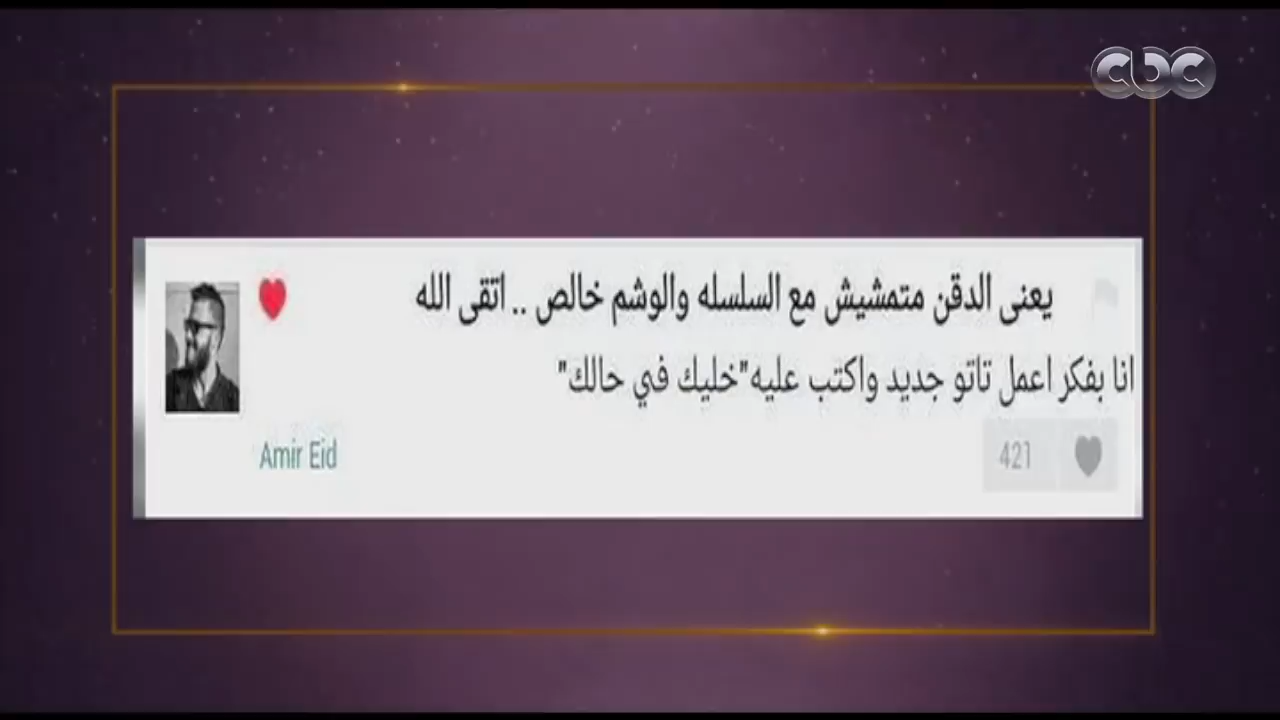 CBC
يعنى الدقن متمشيش مع السلسله والوشم خالص .. اتقى الله
انا بفكر اعمل تاتو جديد واكتب عليه"خليك في حالك"
Amir Eid
421